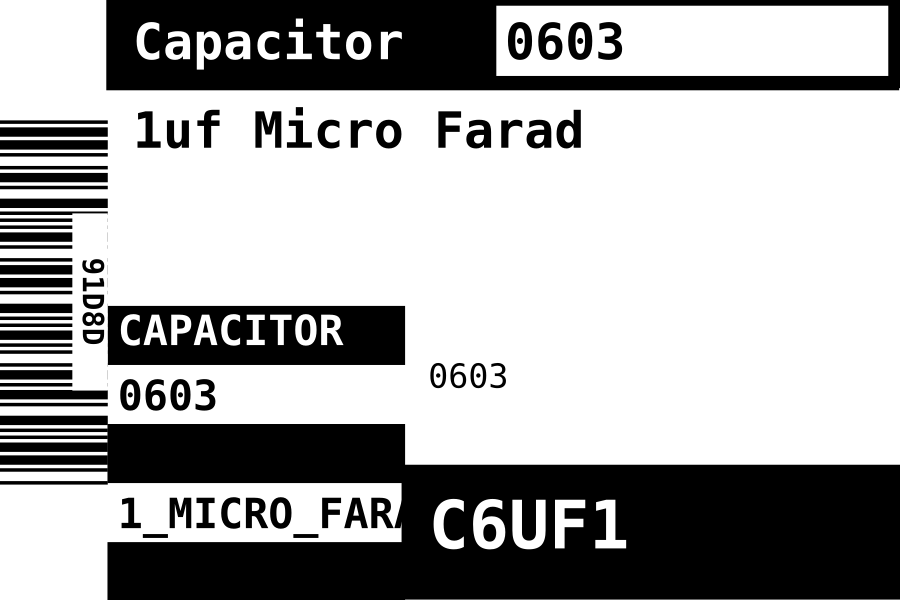 Capacitor 0603
1uf Micro Farad
91D8D
CAPACITOR
0603
0603
1_MICRO_FARA
C6UF1